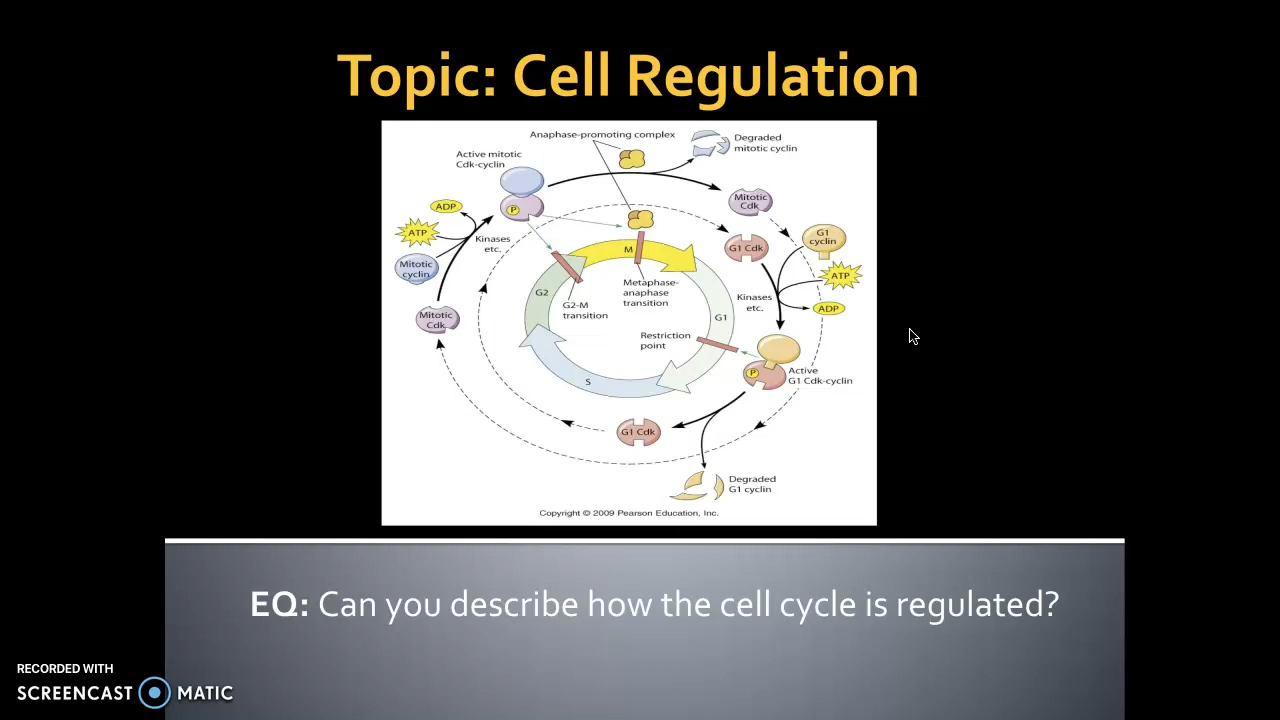 Topic: Cell Regulation
Anaphase-promoting complex
Degraded
mitotic cyclin
Active mitotic
Cdk-cyclin
P
ADP
ATP
Kinases
etc.
Mitotic
cyclin
Mitotic
Cdk
Mitotic
Cdk
G1 Cdk
G1
cyclin
ATP
Kinases
etc.
ADP
M
G2
G1
S
G2-M
transition
Metaphase-
anaphase
transition
Restriction
point
P
Active
G1 Cdk-cyclin
G1 Cdk
Degraded
G1 cyclin
Copyright © 2009 Pearson Education, Inc.
EQ: Can you describe how the cell cycle is regulated?
RECORDED WITH
SCREENCAST MATIC